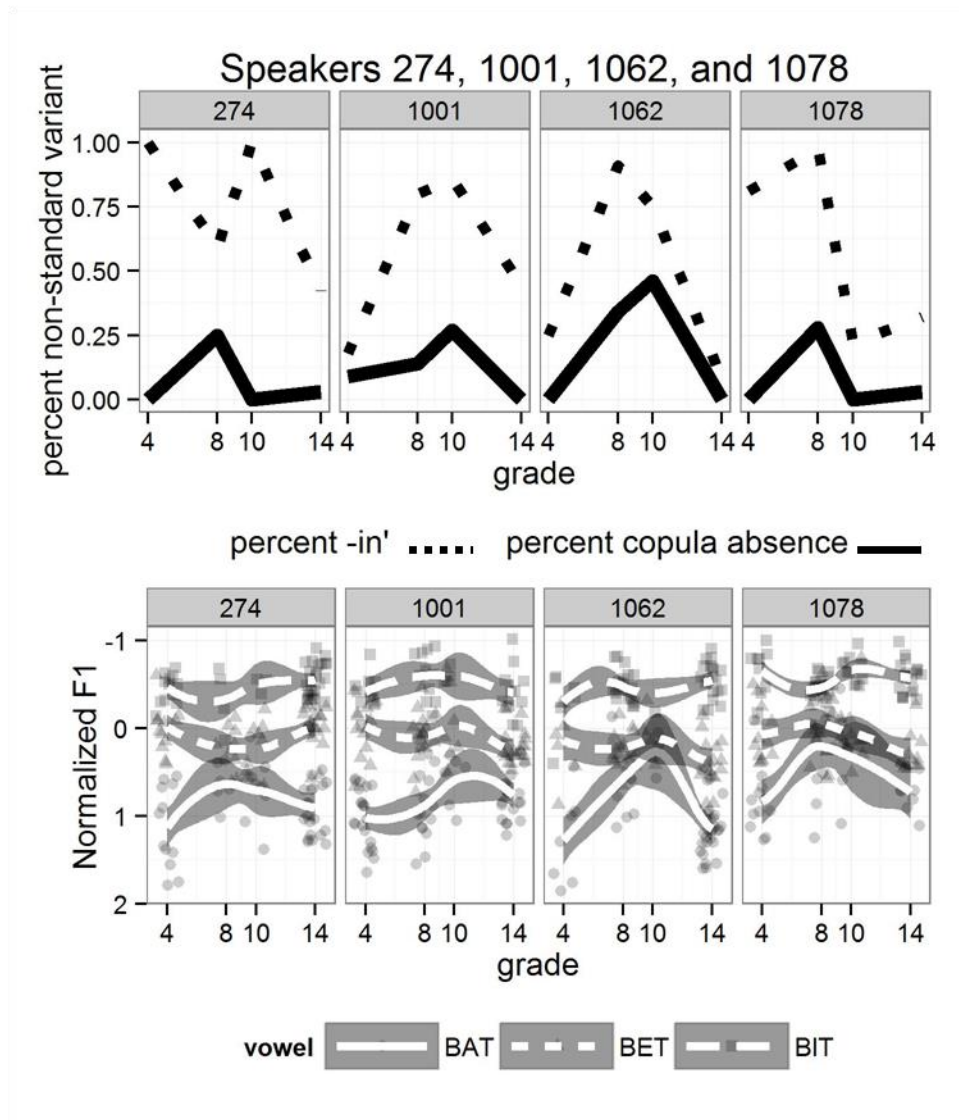 Speakers 274, 1001, 1062, and 1078
274 1001 1062 1078
percent non-standard variant
1.00
0.75
0.50
0.25
0.00
4 8 10 14 4 8 10 14 4 8 10 14 4 8 10 14
grade
percent -in' percent copula absence
274 1001 1062 1078
Normalized F1
-1
0
1
2
4 8 10 14 4 8 10 14 4 8 10 14 4 8 10 14
grade
vowel BAT BET BIT